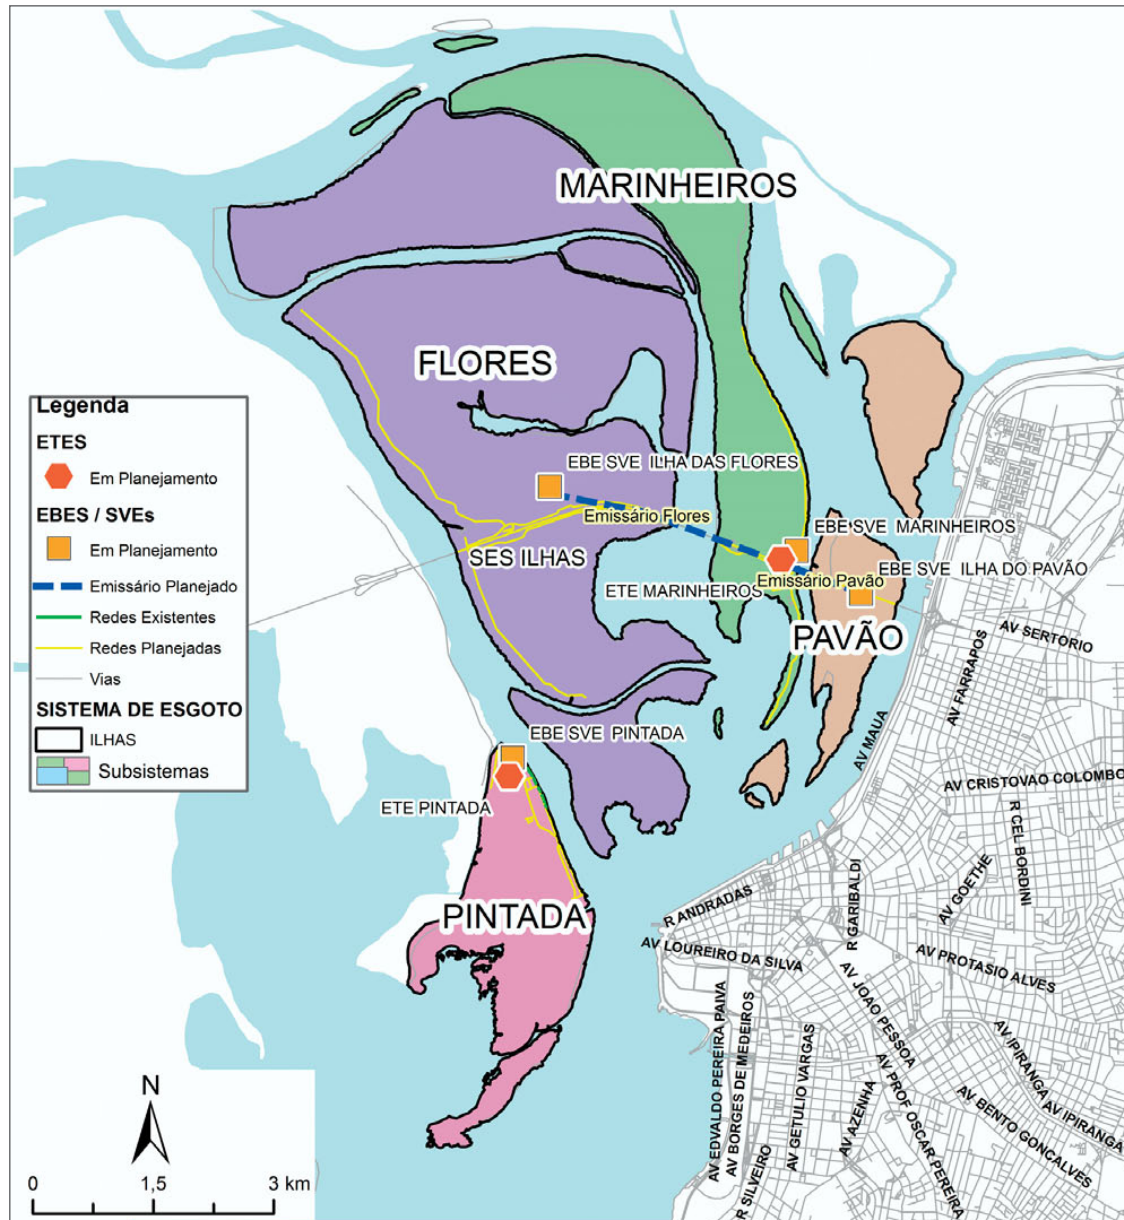 MARINHEIROS
FLORES
Legenda
ETES
Em Planejamento
EBES / SVEs
Em Planejamento
Emissário Planejado
Redes Existentes
Redes Planejadas
Vias
SISTEMA DE ESGOTO
ILHAS
Subsistemas
EBE SVE ILHA DAS FLORES
Emissário Flores
EBE SVE MARINHEIROS
SES ILHAS
EBE SVE ILHA DO PAVÃO
Emissário Pavão
ETE MARINHEIROS
PAVÃO
AV SERTORIO
AV FARRAPOS
EBE SVE PINTADA
AV MAUA
AV CRISTOVAO COLOMBO
ETE PINTADA
R CEL BORDINI
AV GOETHE
PINTADA
R ANDRADAS
R GARIBALDI
AV LOUREIRO DA SILVA
AV PROTASIO ALVES
AV JOAO PESSOA
AV EDVALDO PEREIRA PAIVA
AV BORGES DE MEDEIROS
AV GETULIO VARGAS
AV AZENHA
AV PROF OSCAR PEREIRA
AV IPIRANGA
AV IPIRANGA
AV BENTO GONCALVES
R SILVEIRO
N
0 1,5 3 km